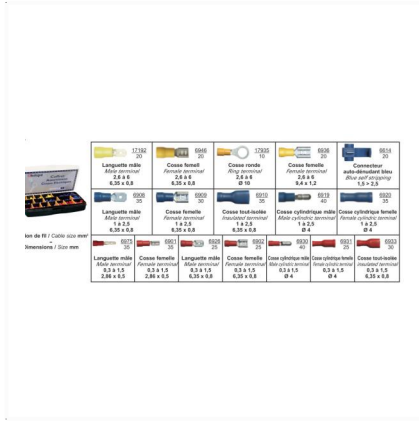 17192
20
6946
20
17935
10
6936
20
6614
20
Languette mâle
Male terminal
2,6 à 6
6,35 x 0,8
Cosse femelle
Female terminal
2,6 à 6
6,35 x 0,8
Cosse ronde
Ring terminal
2,6 à 6
Ø 10
Cosse femelle
Female terminal
2,6 à 6
9,4 x 1,2
Connecteur
auto-dénudant bleu
Blue self stripping
1,5 > 2,5
6908
35
6909
30
6910
35
6919
40
6920
35
Languette mâle
Male terminal
1 à 2,5
6,35 x 0,8
Cosse femelle
Female terminal
1 à 2,5
6,35 x 0,8
Cosse tout-isolée
insulated terminal
1 à 2,5
6,35 x 0,8
Cosse cylindrique mâle
Male cylindric terminal
1 à 2,5
Ø 4
Cosse cylindrique femelle
Female cylindric terminal
1 à 2,5
Ø 4
ion de fil / Cable size mm²
Dimensions / Size mm
6975
35
6901
35
6928
25
6902
25
6930
40
6931
25
6933
30
Languette mâle
Male terminal
0,3 à 1,5
2,86 x 0,5
Cosse femelle
Female terminal
0,3 à 1,5
2,86 x 0,5
Languette mâle
Male terminal
0,3 à 1,5
6,35 x 0,8
Cosse femelle
Female terminal
0,3 à 1,5
6,35 x 0,8
Cosse cylindrique mâle
Male cylindric terminal
0,3 à 1,5
Ø 4
Cosse cylindrique femelle
Female cylindric terminal
0,3 à 1,5
Ø 4
Cosse tout-isolée
insulated terminal
0,3 à 1,5
6,35 x 0,8